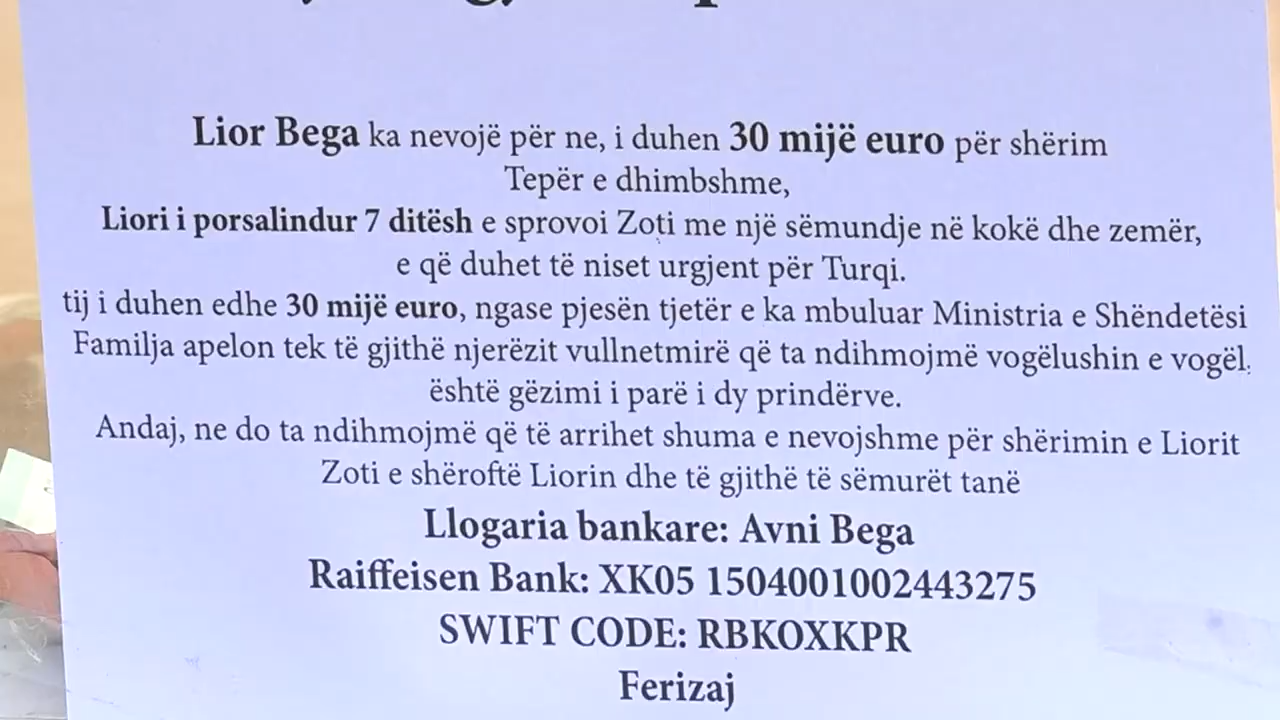 Lior Bega ka nevojë për ne, i duhen 30 mijë euro për shërim
Tepër e dhimbshme,
Liori i porsalindur 7 ditësh e sprovoi Zoti me një sëmundje në kokë dhe zemër,
e që duhet të niset urgjent për Turqi.
tij i duhen edhe 30 mijë euro, ngase pjesën tjetër e ka mbuluar Ministria e Shëndetësi
Familja apelon tek të gjithë njerëzit vullnetmirë që ta ndihmojmë vogëlushin e vogël,
është gëzimi i parë i dy prindërve.
Andaj, ne do ta ndihmojmë që të arrihet shuma e nevojshme për shërimin e Liorit
Zoti e shëroftë Liorin dhe të gjithë të sëmurët tanë
Llogaria bankare: Avni Bega
Raiffeisen Bank: XK05 1504001002443275
SWIFT CODE: RBKOXKPR
Ferizaj